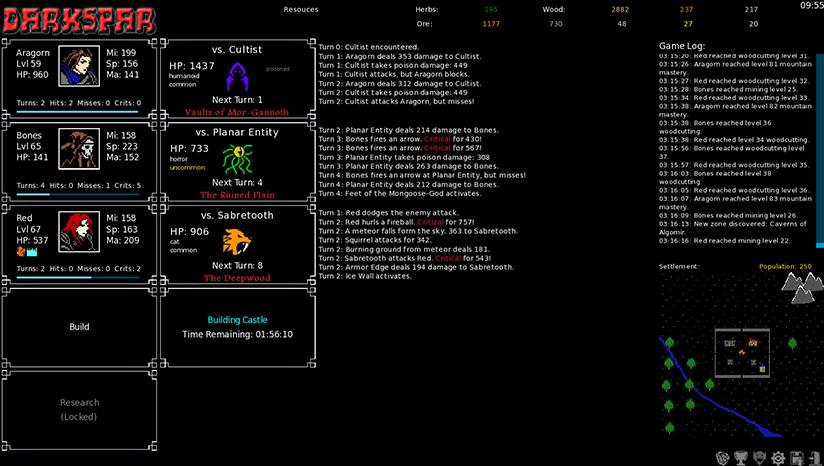 DARKSPAR
Resouces Herbs: 195 Wood: 2882 237 217 09:55
Ore: 1177 730 48 27 20
Aragorn Mi: 199
Lvl 59 Sp: 156
HP: 960 Ma: 141
Turns: 2 Hits: 2 Misses: 0 Crits: 0
vs. Cultist
HP: 1437
humanoid
common
poisoned
Next Turn: 1
Vaults of Mor-Gannoth
Turn 0: Cultist encountered.
Turn 1: Aragorn deals 353 damage to Cultist.
Turn 1: Cultist takes poison damage: 449
Turn 1: Cultist attacks, but Aragorn blocks.
Turn 2: Aragorn deals 312 damage to Cultist.
Turn 2: Cultist takes poison damage: 449
Turn 2: Cultist attacks Aragorn, but misses!
Bones Mi: 158
Lvl 65 Sp: 223
HP: 141 Ma: 152
Turns: 4 Hits: 0 Misses: 1 Crits: 5
vs. Planar Entity
HP: 733
horror
uncommon
Next Turn: 4
The Ruined Plain
Turn 2: Planar Entity deals 214 damage to Bones.
Turn 3: Bones fires an arrow. Critical for 430!
Turn 3: Bones fires an arrow. Critical for 567!
Turn 3: Planar Entity takes poison damage: 308
Turn 3: Planar Entity deals 263 damage to Bones.
Turn 4: Bones fires an arrow at Planar Entity, but misses!
Turn 4: Planar Entity deals 212 damage to Bones.
Turn 4: Feet of the Mongoose-God activates.
Red Mi: 158
Lvl 67 Sp: 163
HP: 537 Ma: 209
Turns: 2 Hits: 0 Misses: 0 Crits: 2
vs. Sabretooth
HP: 906
cat
common
Next Turn: 8
The Deepwood
Turn 1: Red dodges the enemy attack.
Turn 2: Red hurls a fireball. Critical for 757!
Turn 2: A meteor falls form the sky. 363 to Sabretooth.
Turn 2: Squirrel attacks for 342.
Turn 2: Burning ground from meteor deals 181.
Turn 2: Sabretooth attacks Red. Critical for 543!
Turn 2: Armor Edge deals 194 damage to Sabretooth.
Turn 2: Ice Wall activates.
Build
Building Castle
Time Remaining: 01:56:10
Research
(Locked)
Game Log:
03:15:20: Red reached woodcutting level 31.
03:15:26: Aragorn reached level 81 mountain
mastery.
03:15:27: Red reached woodcutting level 32.
03:15:28: Bones reached mining level 25.
03:15:34: Red reached woodcutting level 33.
03:15:38: Aragorn reached level 82 mountain
mastery.
03:15:38: Bones reached level 36
woodcutting.
03:15:38: Red reached level 34 woodcutting.
03:15:56: Bones reached woodcutting level
37.
03:15:57: Red reached woodcutting level 35.
03:16:03: Bones reached level 38
woodcutting.
03:16:05: Red reached woodcutting level 36.
03:16:07: Aragorn reached level 83 mountain
mastery.
03:16:09: Bones reached mining level 26.
03:16:13: New zone discovered: Caverns of
Algomir.
03:16:16: Red reached mining level 22.
Settlement: Population: 250